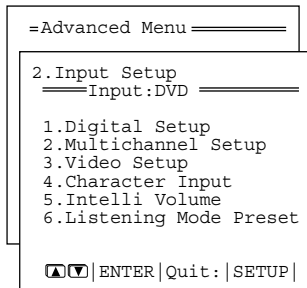 Advanced Menu
2.Input Setup
Input:DVD
1.Digital Setup
2.Multichannel Setup
3.Video Setup
4.Character Input
5.Intelli Volume
6.Listening Mode Preset
▲▼|ENTER|Quit:|SETUP|